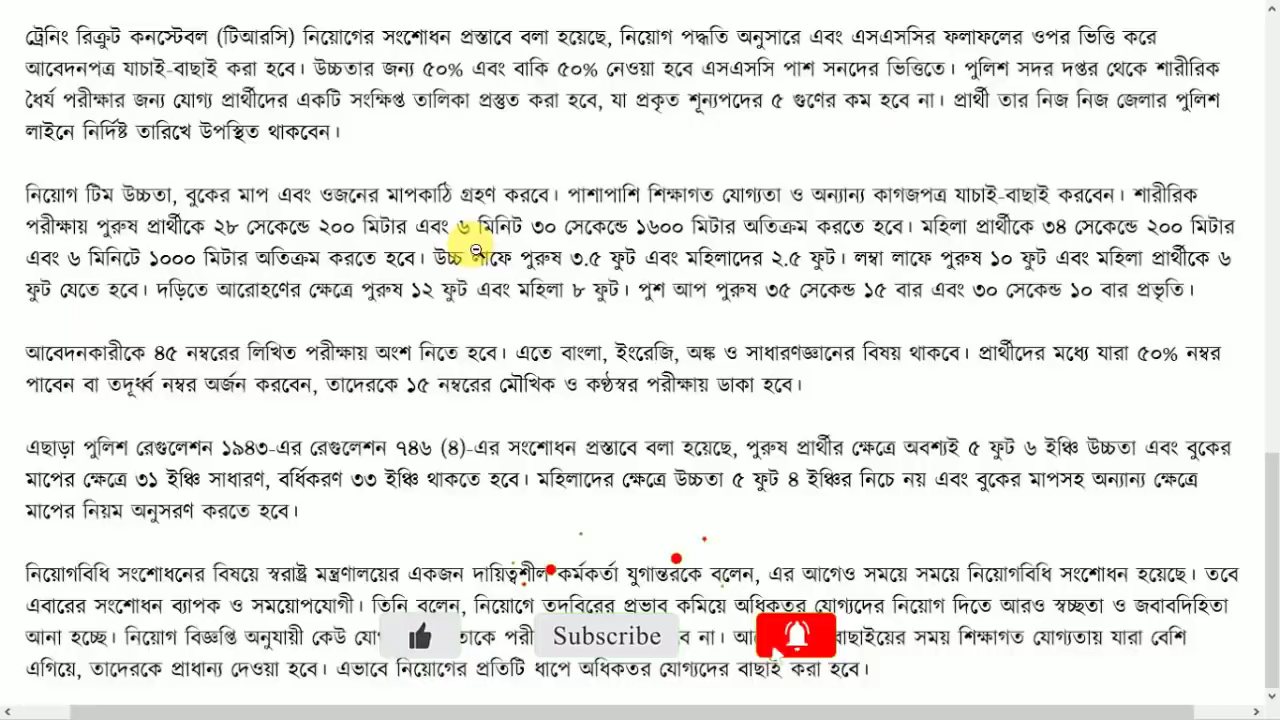 ট্রেনিং রিক্রুট কনস্টেবল (টিআরসি) নিয়োগের সংশোধন প্রস্তাবে বলা হয়েছে, নিয়োগ পদ্ধতি অনুসারে এবং এসএসসির ফলাফলের ওপর ভিত্তি করে
আবেদনপত্র যাচাই-বাছাই করা হবে। উচ্চতার জন্য ৫০% এবং বাকি ৫০% নেওয়া হবে এসএসসি পাশ সনদের ভিত্তিতে। পুলিশ সদর দপ্তর থেকে শারীরিক
ধৈর্য পরীক্ষার জন্য যোগ্য প্রার্থীদের একটি সংক্ষিপ্ত তালিকা প্রস্তুত করা হবে, যা প্রকৃত শূন্যপদের ৫ গুণের কম হবে না। প্রার্থী তার নিজ নিজ জেলার পুলিশ
লাইনে নির্দিষ্ট তারিখে উপস্থিত থাকবেন।
নিয়োগ টিম উচ্চতা, বুকের মাপ এবং ওজনের মাপকাঠি গ্রহণ করবে। পাশাপাশি শিক্ষাগত যোগ্যতা ও অন্যান্য কাগজপত্র যাচাই-বাছাই করবেন। শারীরিক
পরীক্ষায় পুরুষ প্রার্থীকে ২৮ সেকেন্ডে ২০০ মিটার এবং ৬ মিনিট ৩০ সেকেন্ডে ১৬০০ মিটার অতিক্রম করতে হবে। মহিলা প্রার্থীকে ৩৪ সেকেন্ডে ২০০ মিটার
এবং ৬ মিনিটে ১০০০ মিটার অতিক্রম করতে হবে। উচ্চ লাফে পুরুষ ৩.৫ ফুট এবং মহিলাদের ২.৫ ফুট। লম্বা লাফে পুরুষ ১০ ফুট এবং মহিলা প্রার্থীকে ৬
ফুট যেতে হবে। দড়িতে আরোহণের ক্ষেত্রে পুরুষ ১২ ফুট এবং মহিলা ৮ ফুট। পুশ আপ পুরুষ ৩৫ সেকেন্ড ১৫ বার এবং ৩০ সেকেন্ড ১০ বার প্রভৃতি।
আবেদনকারীকে ৪৫ নম্বরের লিখিত পরীক্ষায় অংশ নিতে হবে। এতে বাংলা, ইংরেজি, অঙ্ক ও সাধারণজ্ঞানের বিষয় থাকবে। প্রার্থীদের মধ্যে যারা ৫০% নম্বর
পাবেন বা তদূর্ধ্ব নম্বর অর্জন করবেন, তাদেরকে ১৫ নম্বরের মৌখিক ও কণ্ঠস্বর পরীক্ষায় ডাকা হবে।
এছাড়া পুলিশ রেগুলেশন ১৯৪৩-এর রেগুলেশন ৭৪৬ (৪)-এর সংশোধন প্রস্তাবে বলা হয়েছে, পুরুষ প্রার্থীর ক্ষেত্রে অবশ্যই ৫ ফুট ৬ ইঞ্চি উচ্চতা এবং বুকের
মাপের ক্ষেত্রে ৩১ ইঞ্চি সাধারণ, বর্ধিকরণ ৩৩ ইঞ্চি থাকতে হবে। মহিলাদের ক্ষেত্রে উচ্চতা ৫ ফুট ৪ ইঞ্চির নিচে নয় এবং বুকের মাপসহ অন্যান্য ক্ষেত্রে
মাপের নিয়ম অনুসরণ করতে হবে।
নিয়োগবিধি সংশোধনের বিষয়ে স্বরাষ্ট্র মন্ত্রণালয়ের একজন দায়িত্বশীল কর্মকর্তা যুগান্তরকে বলেন, এর আগেও সময়ে সময়ে নিয়োগবিধি সংশোধন হয়েছে। তবে
এবারের সংশোধন ব্যাপক ও সময়োপযোগী। তিনি বলেন, নিয়োগে তদবিরের প্রভাব কমিয়ে অধিকতর যোগ্যদের নিয়োগ দিতে আরও স্বচ্ছতা ও জবাবদিহিতা
আনা হচ্ছে। নিয়োগ বিজ্ঞপ্তি অনুযায়ী কেউ Subscribe না। বাছাইয়ের সময় শিক্ষাগত যোগ্যতায় যারা বেশি
এগিয়ে, তাদেরকে প্রাধান্য দেওয়া হবে। এভাবে নিয়োগের প্রতিটি ধাপে অধিকতর যোগ্যদের বাছাই করা হবে।